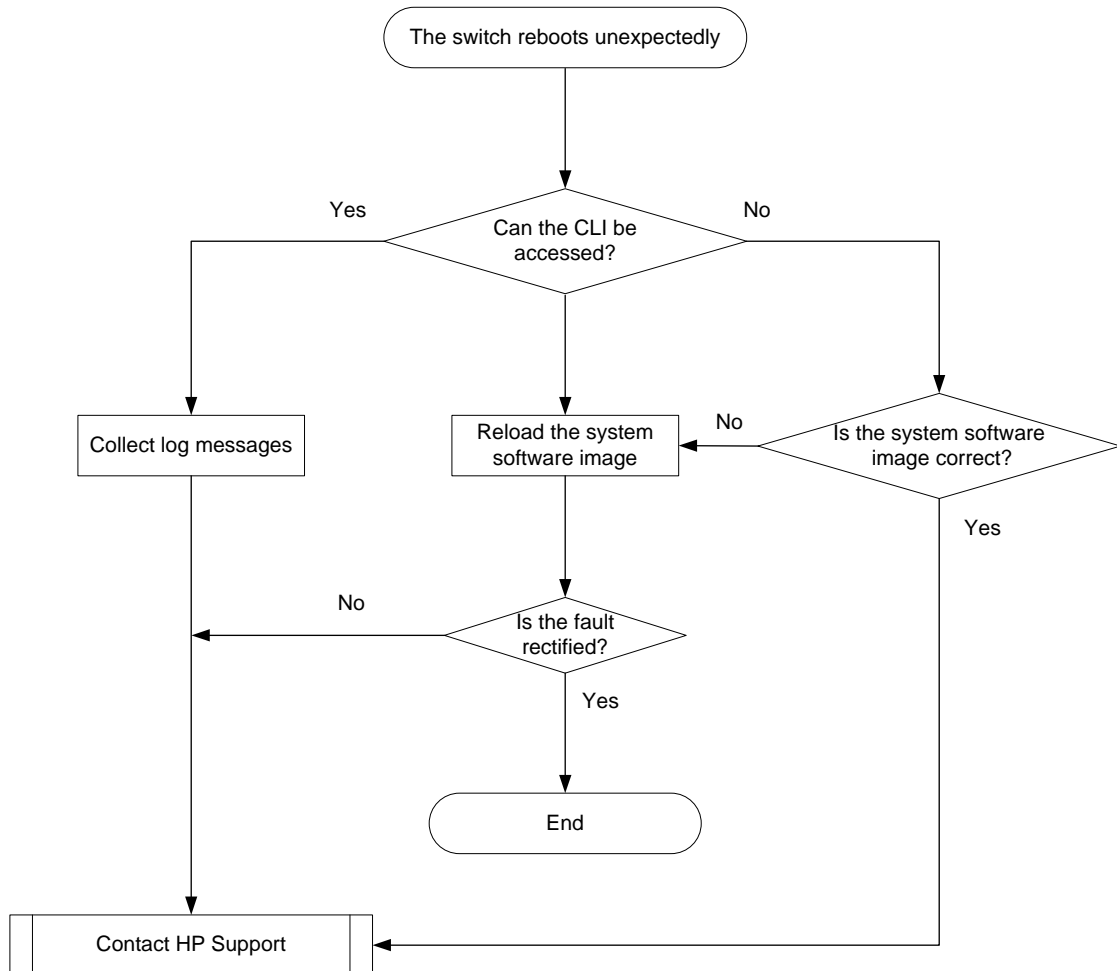 The switch reboots unexpectedly
Yes
No
Can the CLI be
accessed?
Collect log messages
Reload the system
software image
No
Is the system software
image correct?
Yes
No
Is the fault
rectified?
Yes
End
Contact HP Support